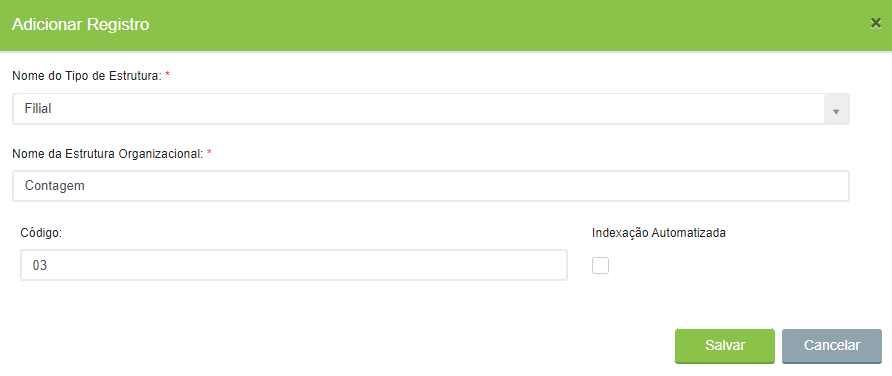 Adicionar Registro ×
Nome do Tipo de Estrutura: *
Filial
Nome da Estrutura Organizacional: *
Contagem
Código: Indexação Automatizada
03
Salvar Cancelar